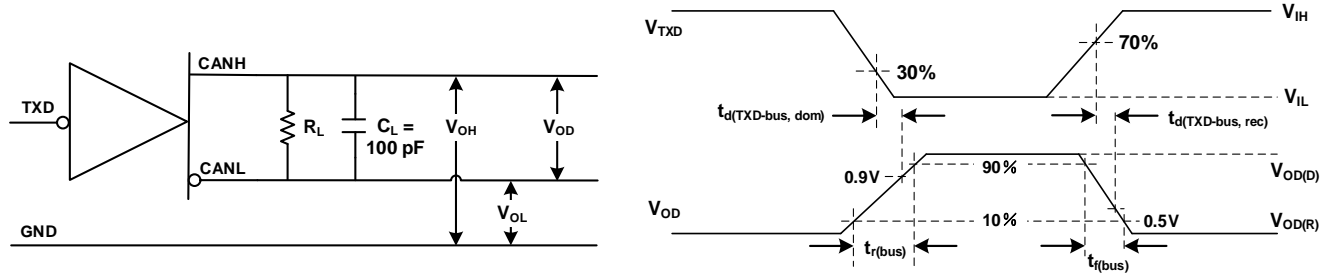 CANH
TXD
R_L
C_L =
100 pF
V_OH
V_OD
CANL
V_OL
GND
V_TXD
V_IH
70%
30%
V_IL
t_d(TXD-bus, dom)
t_d(TXD-bus, rec)
0.9V
90%
V_OD(D)
V_OD
10%
0.5V
V_OD(R)
t_r(bus)
t_f(bus)